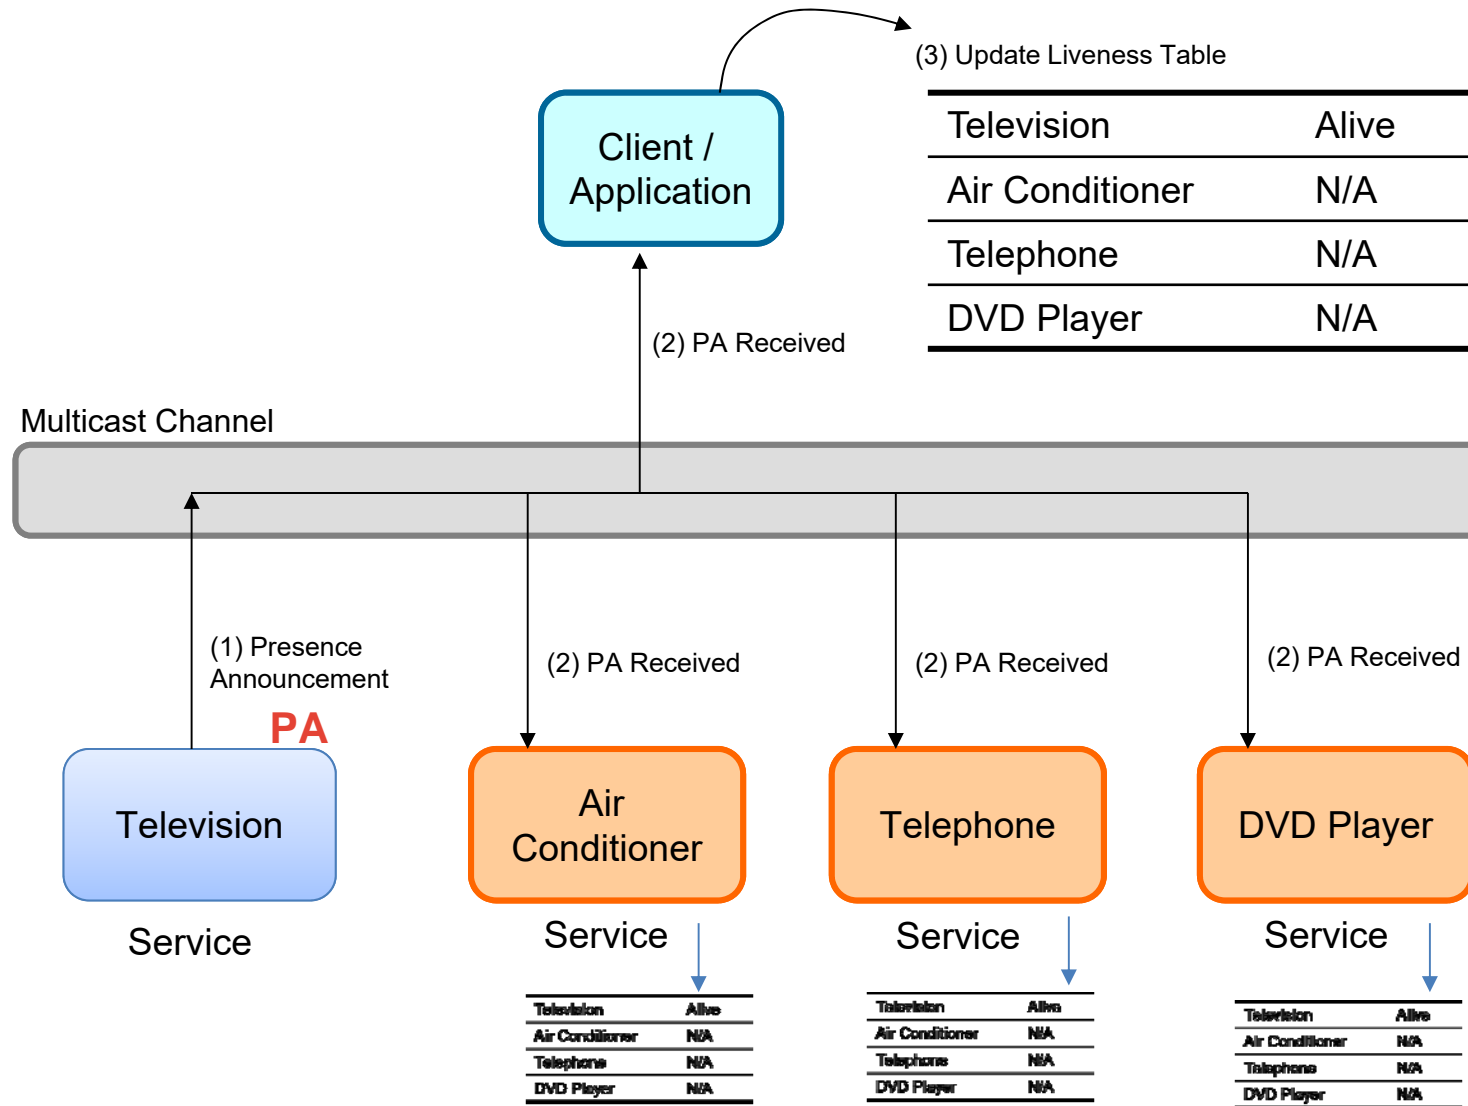 (3) Update Liveness Table
Client /
Application
Television Alive
Air Conditioner N/A
Telephone N/A
DVD Player N/A
(2) PA Received
Multicast Channel
(1) Presence
Announcement
PA
(2) PA Received
(2) PA Received
(2) PA Received
Television
Air
Conditioner
Telephone
DVD Player
Service
Service
Service
Service
Television Alive
Air Conditioner N/A
Telephone N/A
DVD Player N/A
Television Alive
Air Conditioner N/A
Telephone N/A
DVD Player N/A
Television Alive
Air Conditioner N/A
Telephone N/A
DVD Player N/A